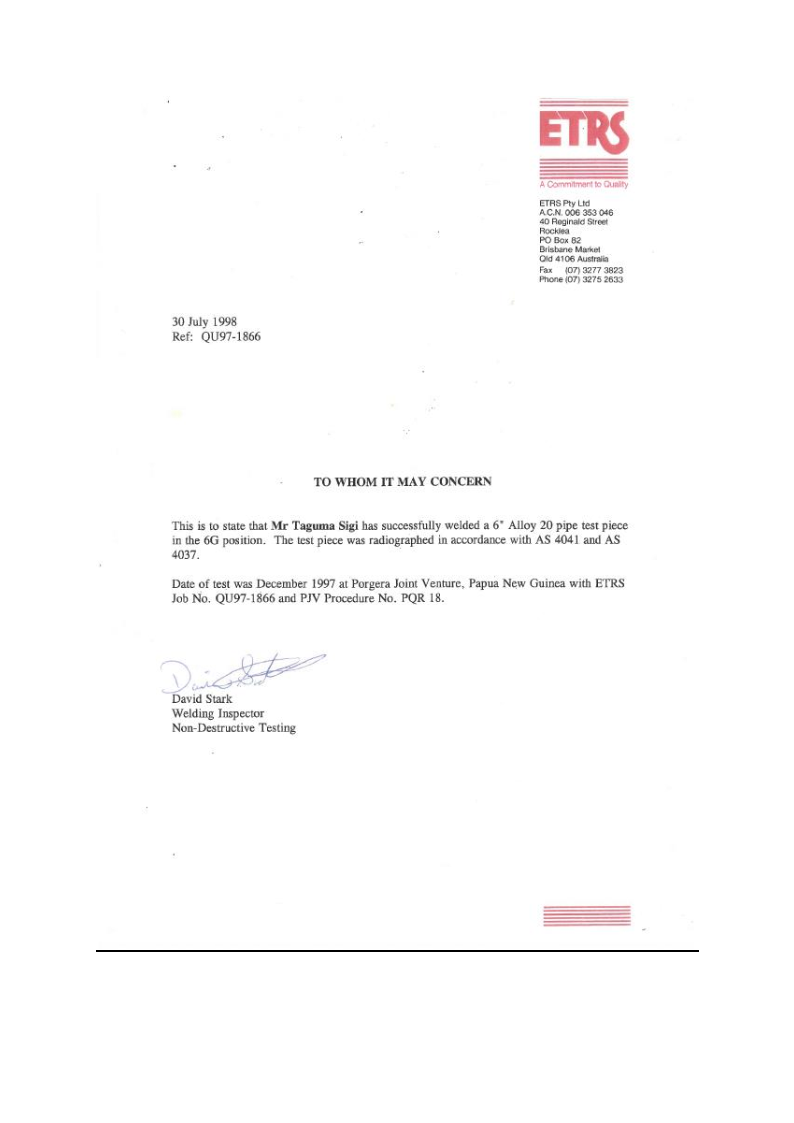 ETRS
A Commitment to Quality
ETRS Pty Ltd
A.C.N. 006 353 046
40 Reginald Street
Rocklea
PO Box 82
Brisbane Market
Qld 4106 Australia
Fax (07) 3277 3823
Phone (07) 3275 2633
30 July 1998
Ref: QU97-1866
TO WHOM IT MAY CONCERN
This is to state that Mr Taguma Sigi has successfully welded a 6" Alloy 20 pipe test piece
in the 6G position. The test piece was radiographed in accordance with AS 4041 and AS
4037.
Date of test was December 1997 at Porgera Joint Venture, Papua New Guinea with ETRS
Job No. QU97-1866 and PJV Procedure No. PQR 18.
David Stark
David Stark
Welding Inspector
Non-Destructive Testing